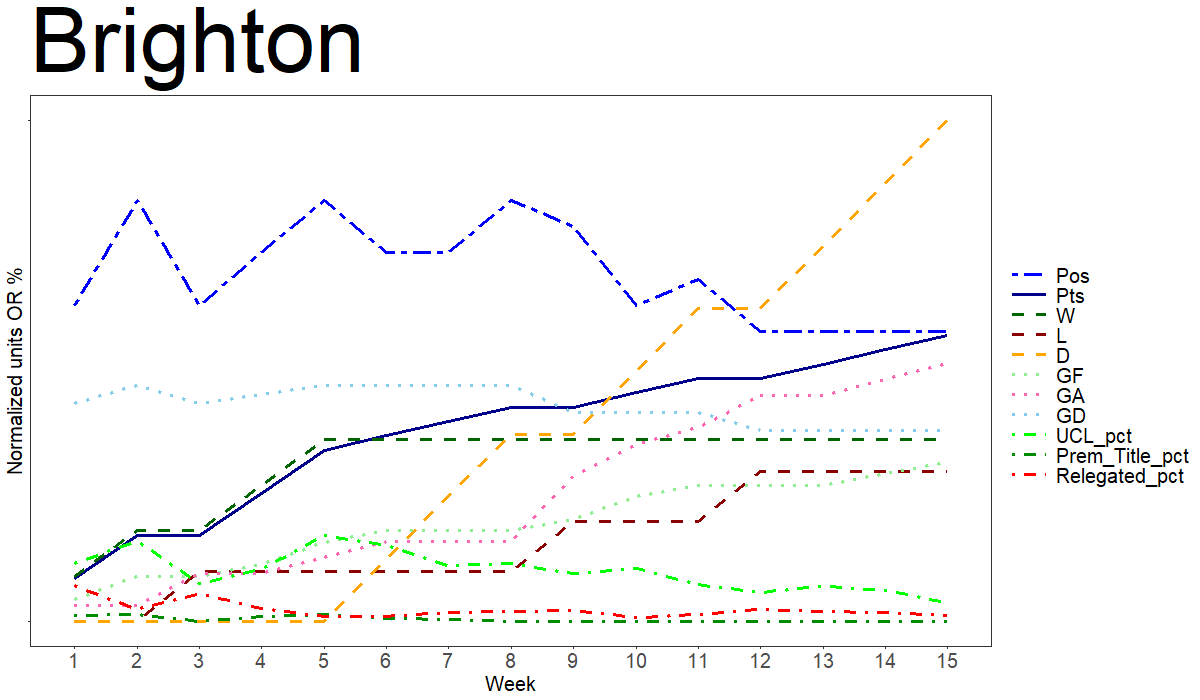 Brighton
Normalized units OR %
Pos
Pts
W
L
D
GF
GA
GD
UCL_pct
Prem_Title_pct
Relegated_pct
1 2 3 4 5 6 7 8 9 10 11 12 13 14 15
Week